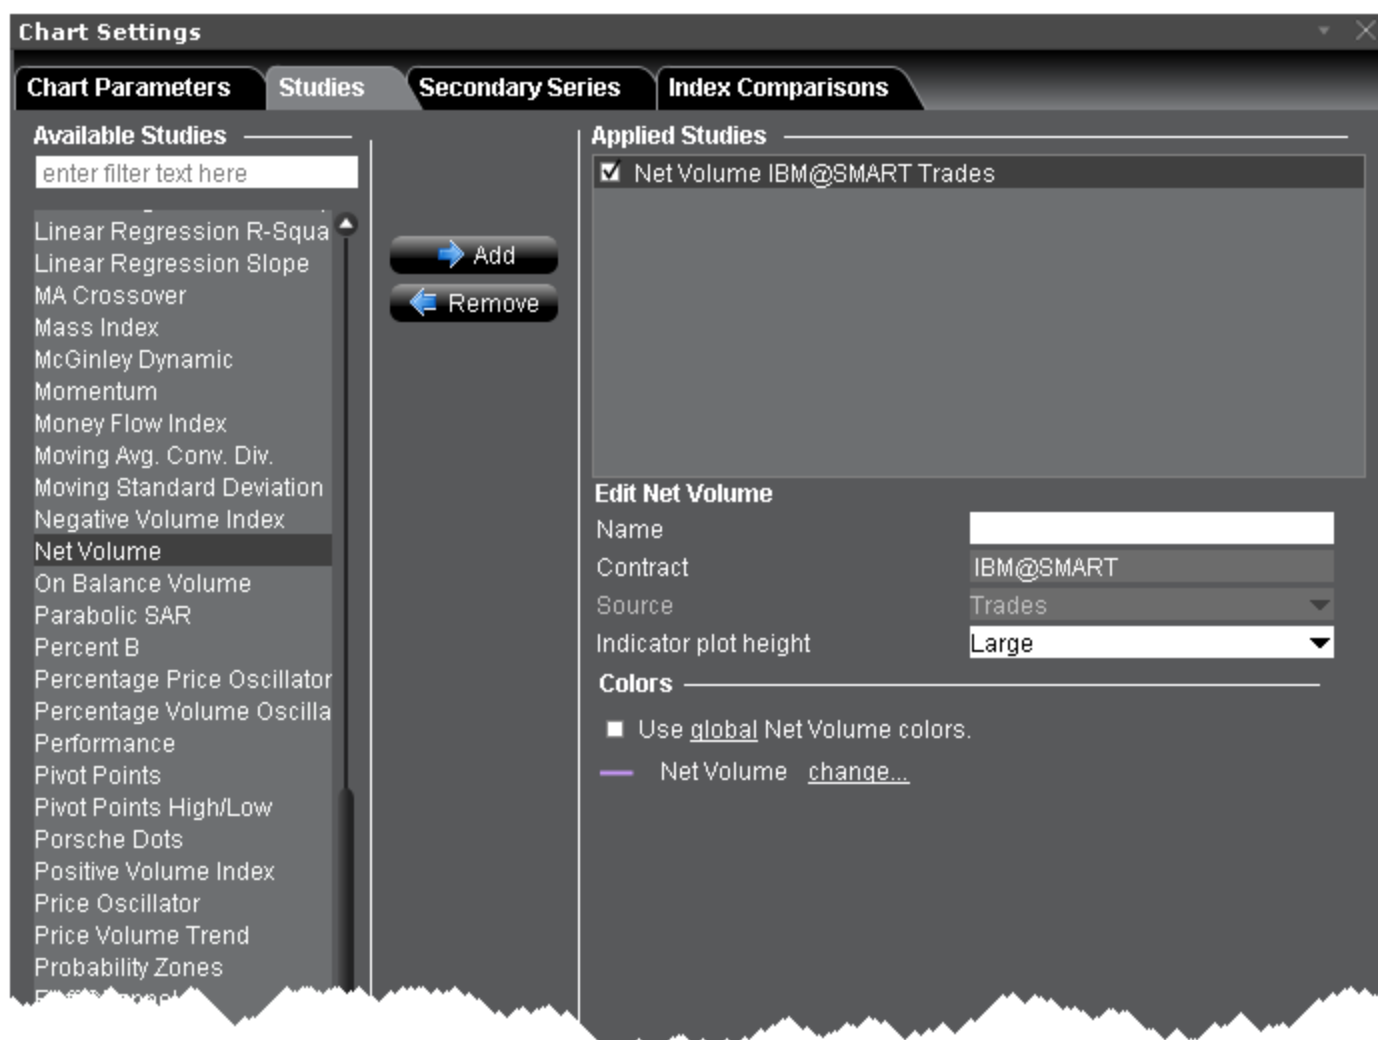 Chart Settings
Chart Parameters
Studies
Secondary Series
Index Comparisons
Available Studies
enter filter text here
Linear Regression R-Squa
Linear Regression Slope
MA Crossover
Mass Index
McGinley Dynamic
Momentum
Money Flow Index
Moving Avg. Conv. Div.
Moving Standard Deviation
Negative Volume Index
Net Volume
On Balance Volume
Parabolic SAR
Percent B
Percentage Price Oscillator
Percentage Volume Oscilla
Performance
Pivot Points
Pivot Points High/Low
Porsche Dots
Positive Volume Index
Price Oscillator
Price Volume Trend
Probability Zones
Add
Remove
Applied Studies
Net Volume IBM@SMART Trades
Edit Net Volume
Name
Contract IBM@SMART
Source Trades
Indicator plot height Large
Colors
Use global Net Volume colors.
Net Volume change...